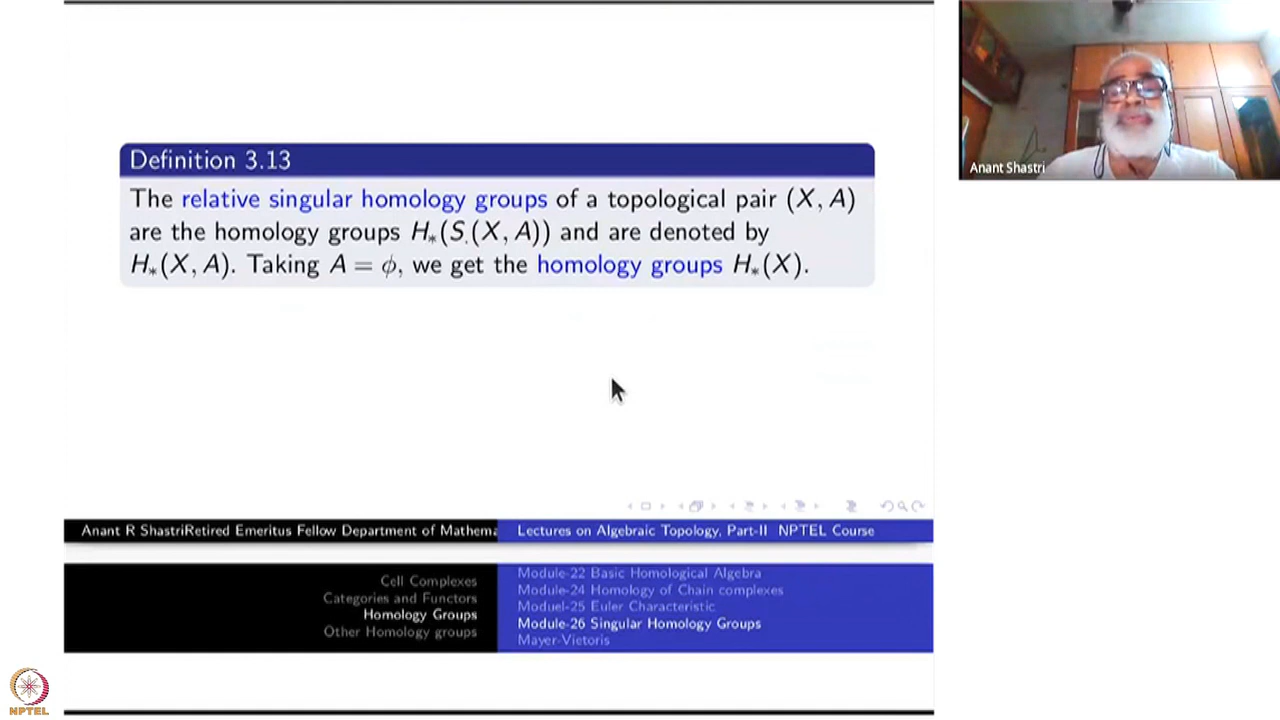 Definition 3.13
The relative singular homology groups of a topological pair (X, A)
are the homology groups H∗(S.(X, A)) and are denoted by
H∗(X, A). Taking A = ϕ, we get the homology groups H∗(X).
Anant Shastri
Anant R ShastriRetired Emeritus Fellow Department of Mathema
Lectures on Algebraic Topology, Part-II NPTEL Course
Cell Complexes
Categories and Functors
Homology Groups
Other Homology groups
Module-22 Basic Homological Algebra
Module-24 Homology of Chain complexes
Moduel-25 Euler Characteristic
Module-26 Singular Homology Groups
Mayer-Vietoris
NPTEL